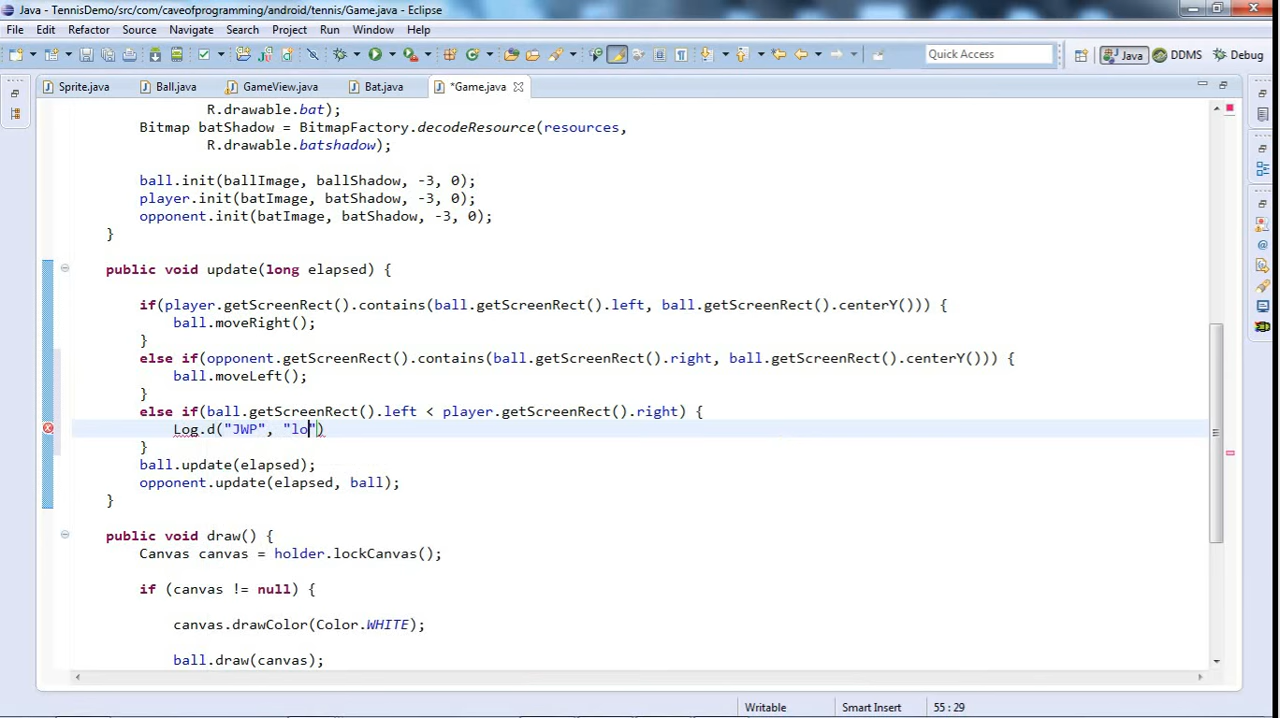 Java - TennisDemo/src/com/caveofprogramming/android/tennis/Game.java - Eclipse
File Edit Refactor Source Navigate Search Project Run Window Help
Quick Access Java DDMS Debug
Sprite.java Ball.java GameView.java Bat.java *Game.java
R.drawable.bat);
Bitmap batShadow = BitmapFactory.decodeResource(resources,
R.drawable.batshadow);
ball.init(ballImage, ballShadow, -3, 0);
player.init(batImage, batShadow, -3, 0);
opponent.init(batImage, batShadow, -3, 0);
}
public void update(long elapsed) {
if(player.getScreenRect().contains(ball.getScreenRect().left, ball.getScreenRect().centerY())) {
ball.moveRight();
}
else if(opponent.getScreenRect().contains(ball.getScreenRect().right, ball.getScreenRect().centerY())) {
ball.moveLeft();
}
else if(ball.getScreenRect().left < player.getScreenRect().right) {
Log.d("JWP", "lo")
}
ball.update(elapsed);
opponent.update(elapsed, ball);
}
public void draw() {
Canvas canvas = holder.lockCanvas();
if (canvas != null) {
canvas.drawColor(Color.WHITE);
ball.draw(canvas);
Writable Smart Insert 55 : 29